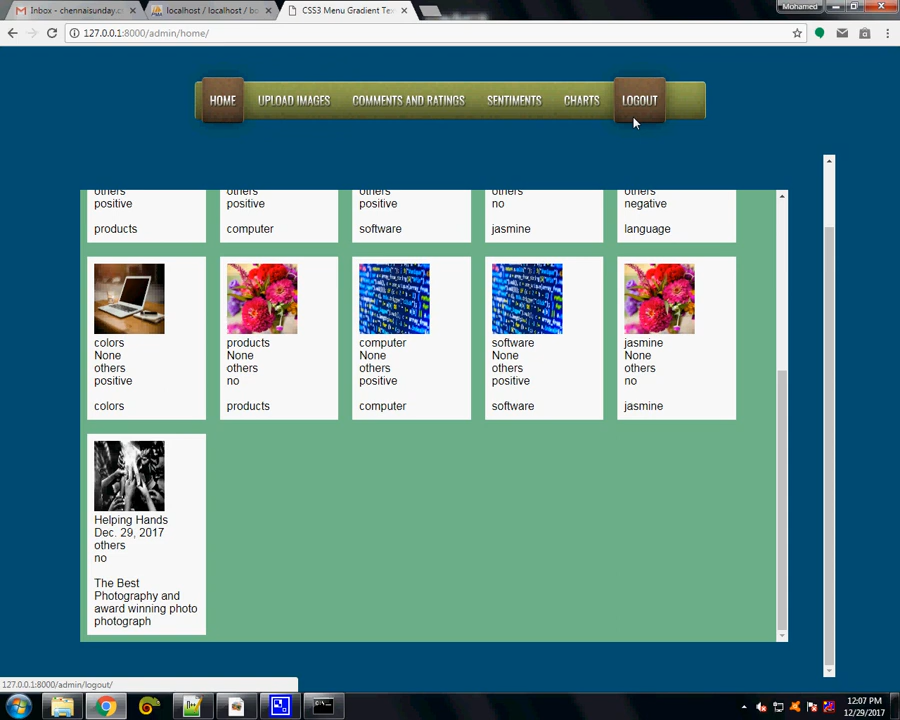 Inbox - chennaisunday.c
localhost / localhost / b
CSS3 Menu Gradient Te
Mohamed
127.0.0.1:8000/admin/home/
HOME
UPLOAD IMAGES
COMMENTS AND RATINGS
SENTIMENTS
CHARTS
LOGOUT
others
others
others
others
others
positive
positive
positive
no
negative
products
computer
software
jasmine
language
colors
None
others
positive
colors
products
None
others
no
products
computer
None
others
positive
computer
software
None
others
positive
software
jasmine
None
others
no
jasmine
Helping Hands
Dec. 29, 2017
others
no
The Best
Photography and
award winning photo
photograph
127.0.0.1:8000/admin/logout/
12:07 PM
12/29/2017